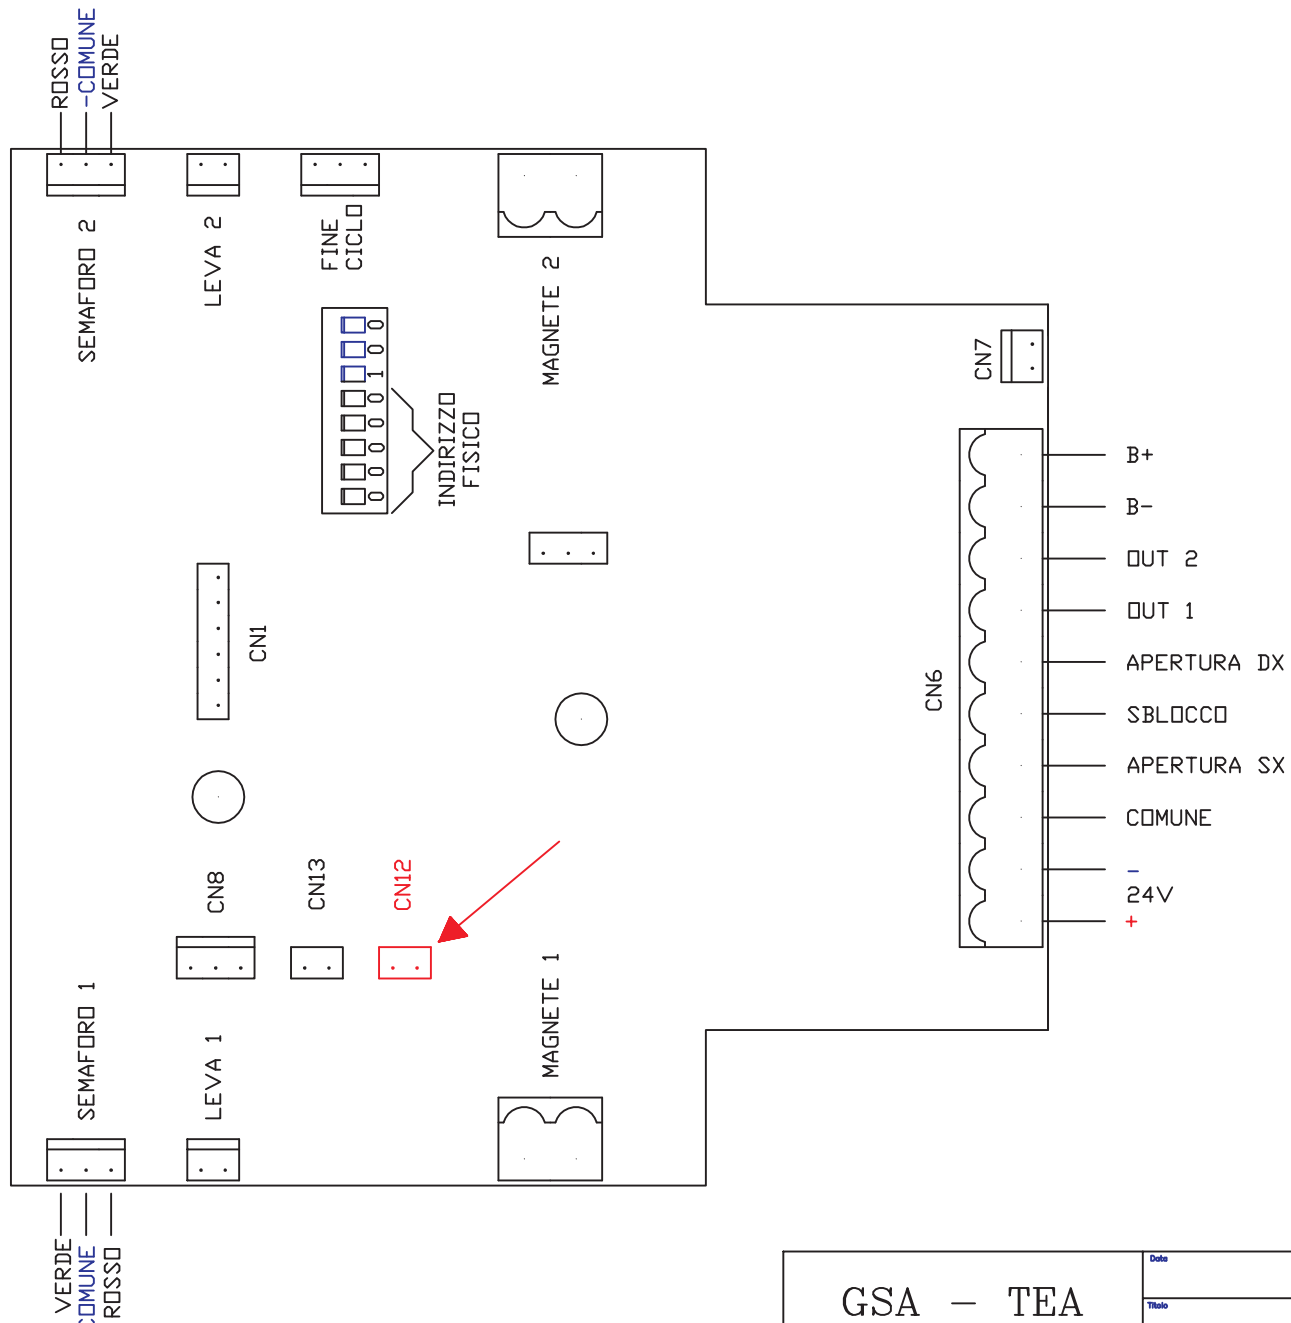 ROSSO
-COMUNE
VERDE
SEMAFORO 2
LEVA 2
FINE
CICLO
MAGNETE 2
0
0
1
0
0
0
0
0
INDIRIZZO
FISICO
CN7
CN1
CN6
B+
B-
OUT 2
OUT 1
APERTURA DX
SBLOCCO
APERTURA SX
COMUNE
-
24V
+
CN8
CN13
CN12
SEMAFORO 1
LEVA 1
MAGNETE 1
VERDE
COMUNE
ROSSO
GSA - TEA
Data
Titolo